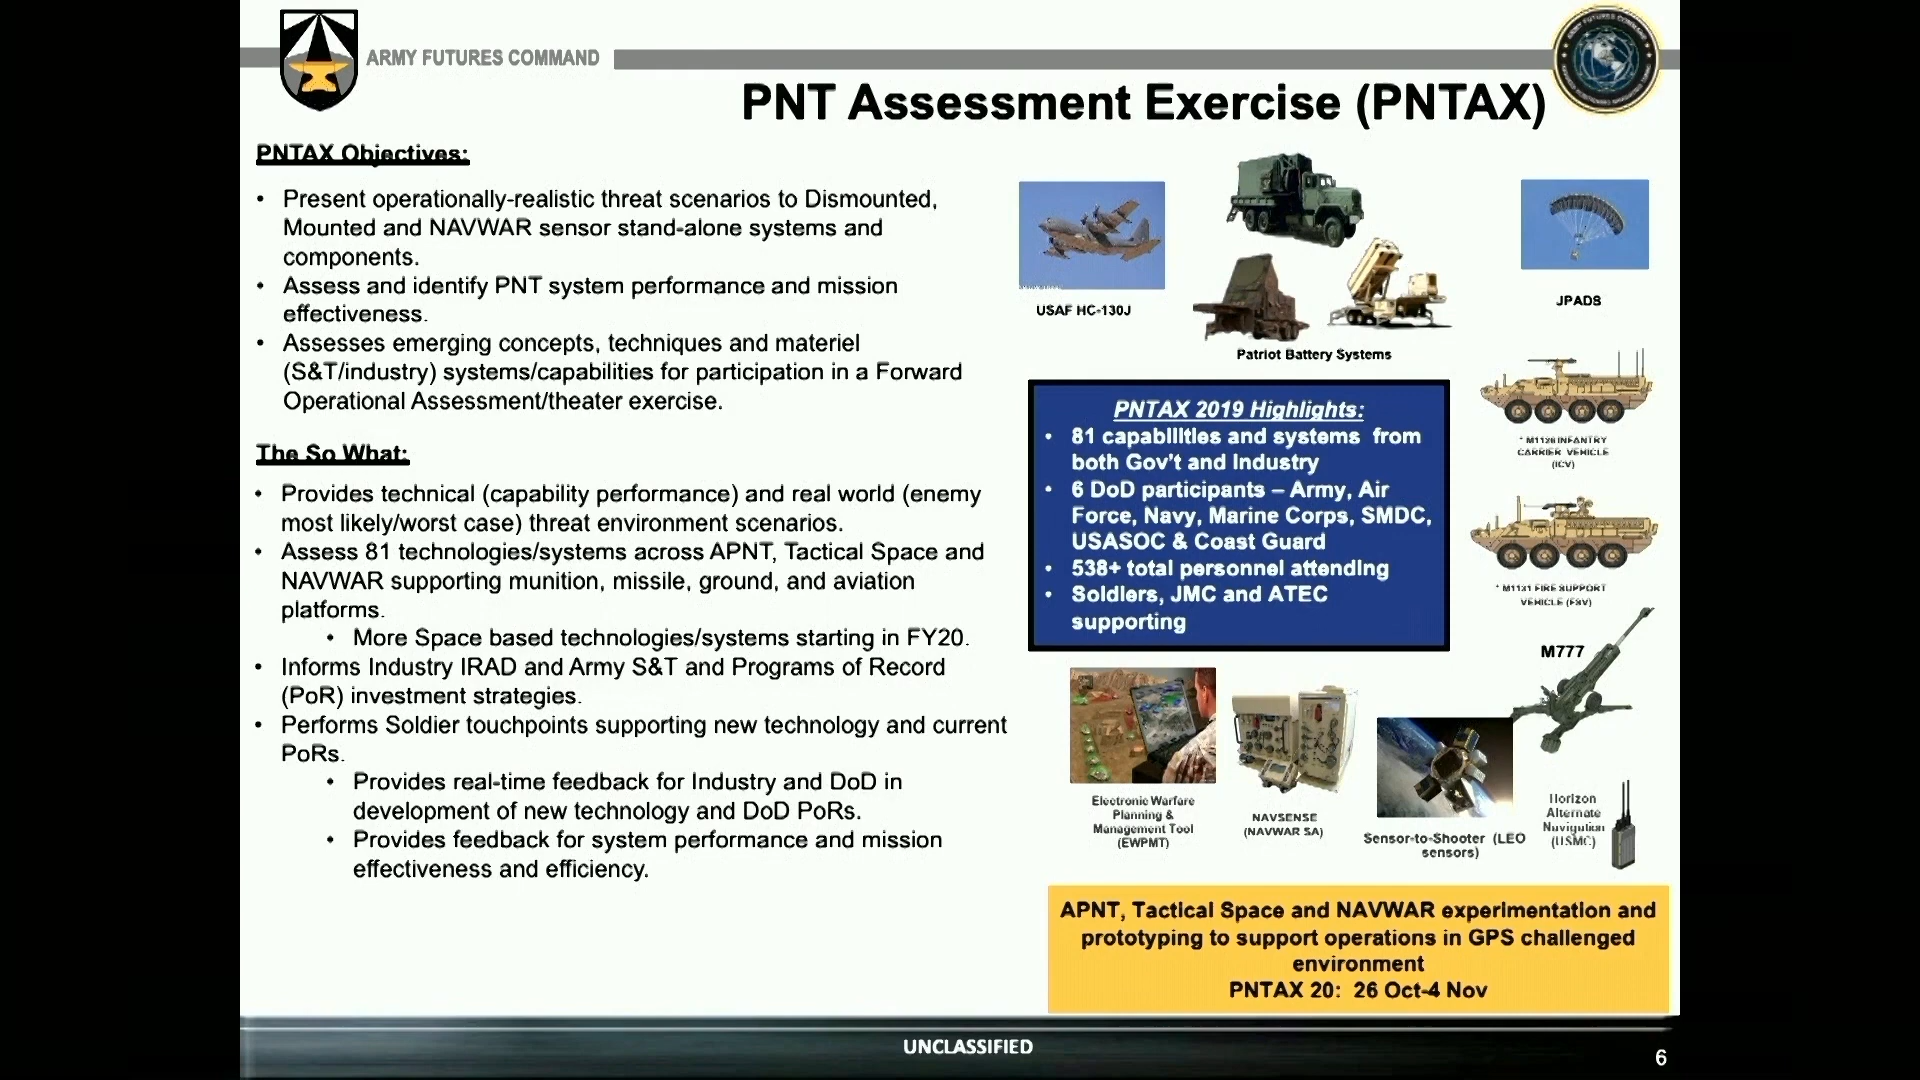 ARMY FUTURES COMMAND
PNT Assessment Exercise (PNTAX)
PNTAX Objectives:
• Present operationally-realistic threat scenarios to Dismounted,
Mounted and NAVWAR sensor stand-alone systems and
components.
• Assess and identify PNT system performance and mission
effectiveness.
• Assesses emerging concepts, techniques and materiel
(S&T/industry) systems/capabilities for participation in a Forward
Operational Assessment/theater exercise.
The So What:
• Provides technical (capability performance) and real world (enemy
most likely/worst case) threat environment scenarios.
• Assess 81 technologies/systems across APNT, Tactical Space and
NAVWAR supporting munition, missile, ground, and aviation
platforms.
• More Space based technologies/systems starting in FY20.
• Informs Industry IRAD and Army S&T and Programs of Record
(PoR) investment strategies.
• Performs Soldier touchpoints supporting new technology and current
PoRs.
• Provides real-time feedback for Industry and DoD in
development of new technology and DoD PoRs.
• Provides feedback for system performance and mission
effectiveness and efficiency.
USAF HC-130J
Patriot Battery Systems
JPADS
PNTAX 2019 Highlights:
• 81 capabilities and systems from
both Gov't and Industry
• 6 DoD participants – Army, Air
Force, Navy, Marine Corps, SMDC,
USASOC & Coast Guard
• 538+ total personnel attending
• Soldiers, JMC and ATEC
supporting
* M1126 INFANTRY
CARRIER VEHICLE
(ICV)
* M1131 FIRE SUPPORT
VEHICLE (FSV)
M777
Electronic Warfare
Planning &
Management Tool
(EWPMT)
NAVSENSE
(NAVWAR SA)
Sensor-to-Shooter (LEO
sensors)
Horizon
Alternate
Navigation
(USMC)
APNT, Tactical Space and NAVWAR experimentation and
prototyping to support operations in GPS challenged
environment
PNTAX 20: 26 Oct-4 Nov
UNCLASSIFIED
6